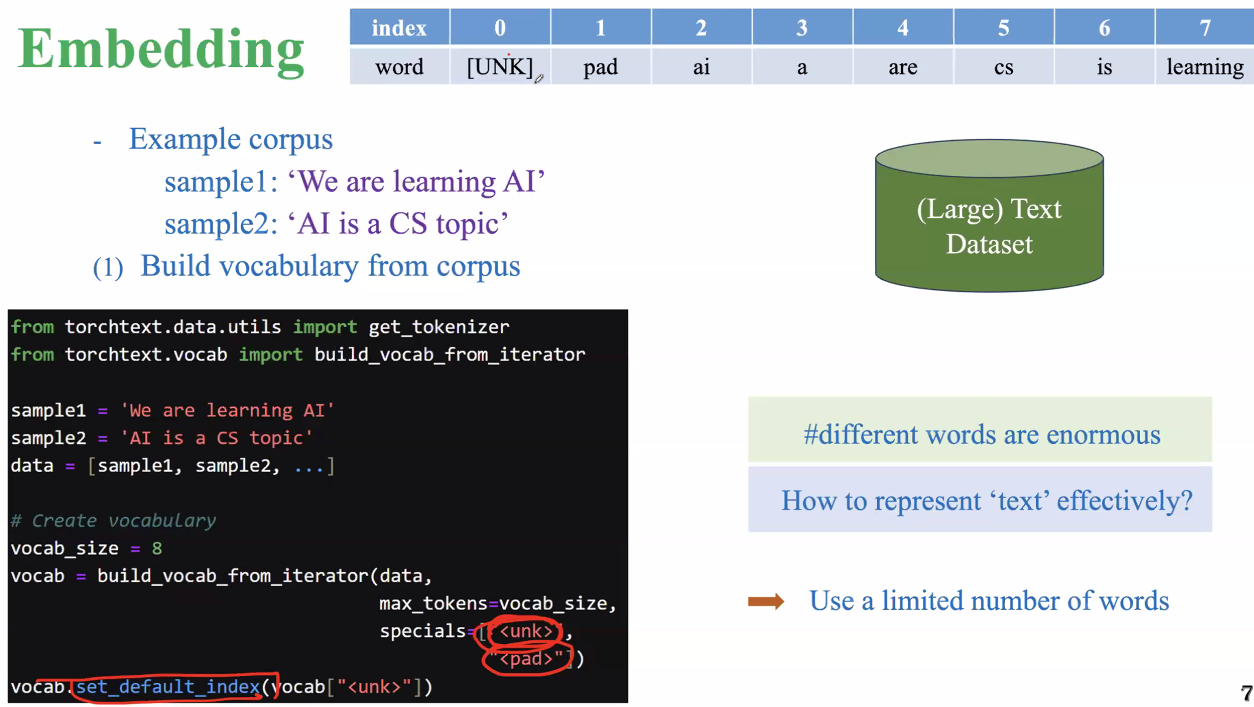 Embedding
index 0 1 2 3 4 5 6 7
word [UNK] pad ai a are cs is learning
- Example corpus
sample1: ‘We are learning AI’
sample2: ‘AI is a CS topic’
(1) Build vocabulary from corpus
(Large) Text
Dataset
from torchtext.data.utils import get_tokenizer
from torchtext.vocab import build_vocab_from_iterator
sample1 = 'We are learning AI'
sample2 = 'AI is a CS topic'
data = [sample1, sample2, ...]
# Create vocabulary
vocab_size = 8
vocab = build_vocab_from_iterator(data,
max_tokens=vocab_size,
specials=["<unk>",
"<pad>"])
vocab.set_default_index(vocab["<unk>"])
#different words are enormous
How to represent ‘text’ effectively?
Use a limited number of words
7